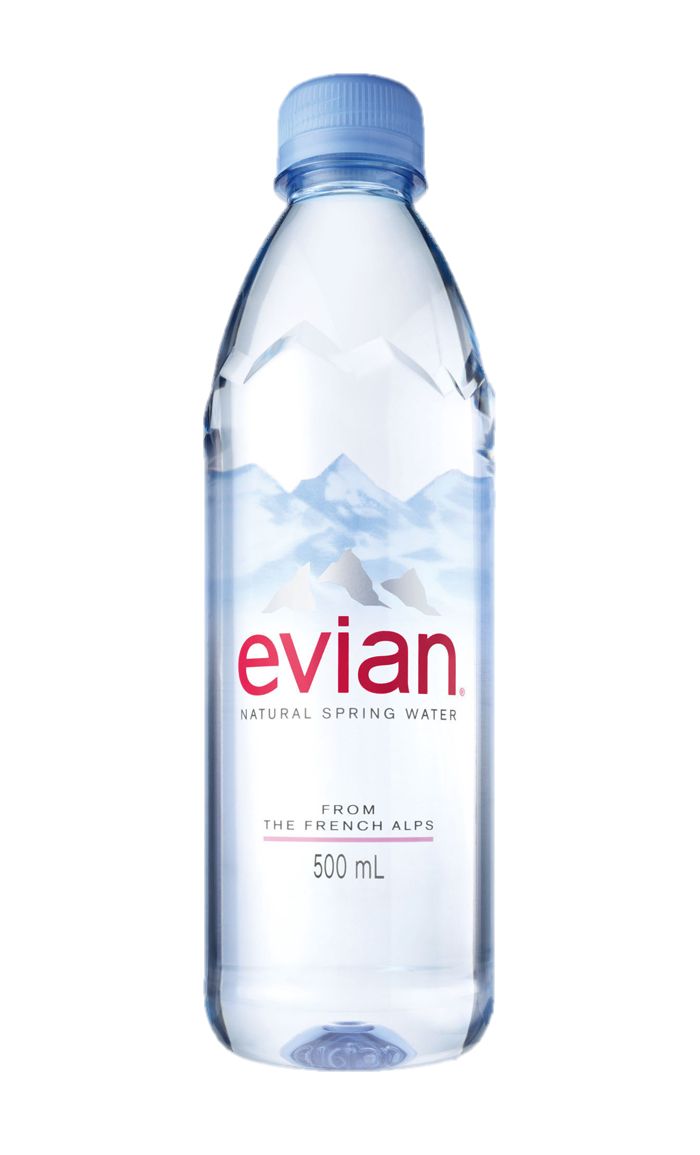 evian®
NATURAL SPRING WATER
FROM
THE FRENCH ALPS
500 mL